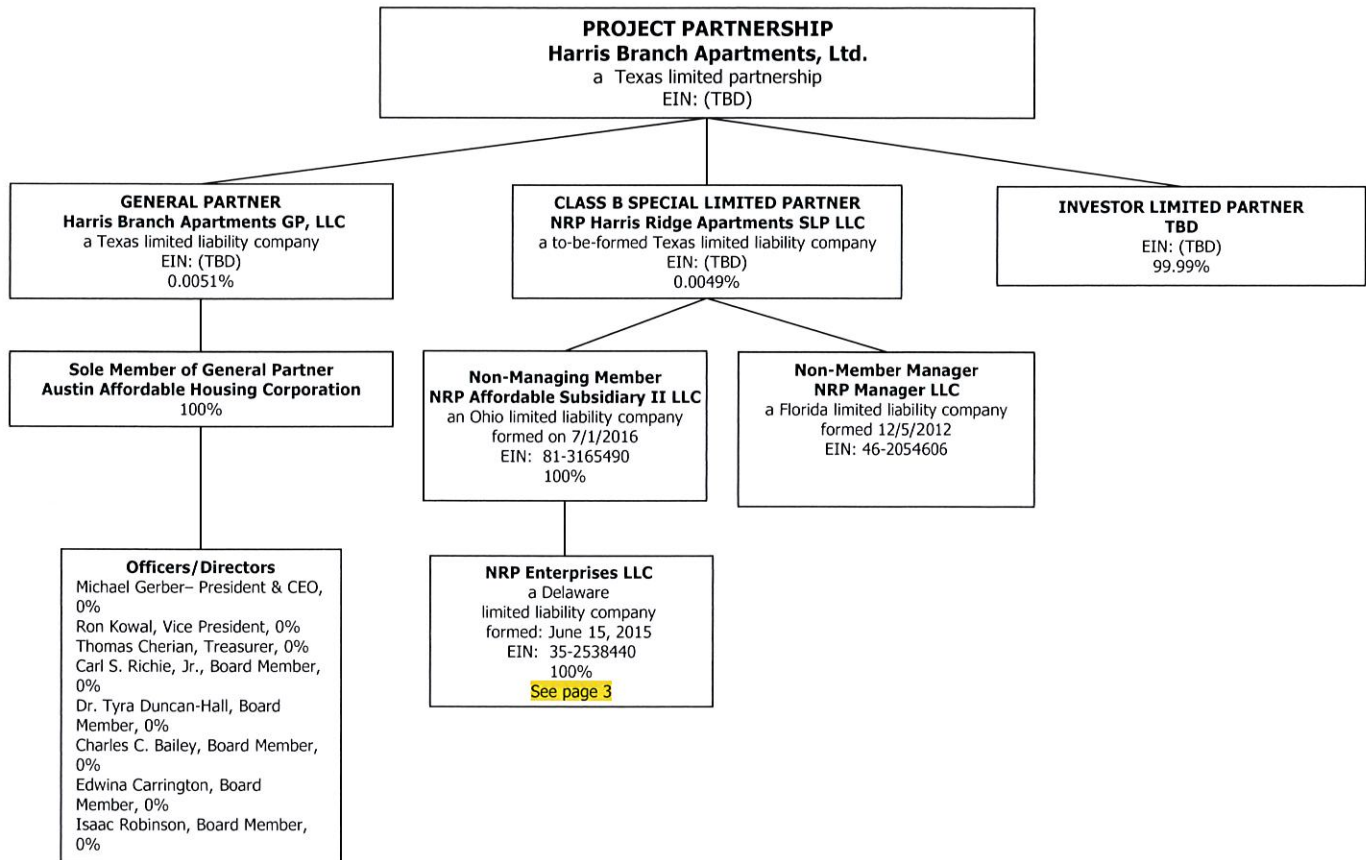 PROJECT PARTNERSHIP
Harris Branch Apartments, Ltd.
a Texas limited partnership
EIN: (TBD)
GENERAL PARTNER
Harris Branch Apartments GP, LLC
a Texas limited liability company
EIN: (TBD)
0.0051%
CLASS B SPECIAL LIMITED PARTNER
NRP Harris Ridge Apartments SLP LLC
a to-be-formed Texas limited liability company
EIN: (TBD)
0.0049%
INVESTOR LIMITED PARTNER
TBD
EIN: (TBD)
99.99%
Sole Member of General Partner
Austin Affordable Housing Corporation
100%
Non-Managing Member
NRP Affordable Subsidiary II LLC
an Ohio limited liability company
formed on 7/1/2016
EIN: 81-3165490
100%
Non-Member Manager
NRP Manager LLC
a Florida limited liability company
formed 12/5/2012
EIN: 46-2054606
Officers/Directors
Michael Gerber– President & CEO,
0%
Ron Kowal, Vice President, 0%
Thomas Cherian, Treasurer, 0%
Carl S. Richie, Jr., Board Member,
0%
Dr. Tyra Duncan-Hall, Board
Member, 0%
Charles C. Bailey, Board Member,
0%
Edwina Carrington, Board
Member, 0%
Isaac Robinson, Board Member,
0%
NRP Enterprises LLC
a Delaware
limited liability company
formed: June 15, 2015
EIN: 35-2538440
100%
See page 3